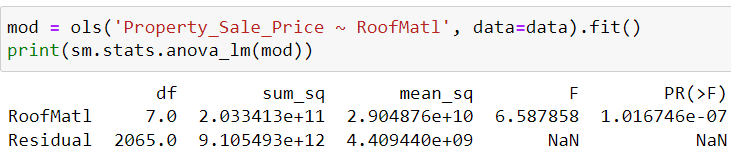 mod = ols('Property_Sale_Price ~ RoofMatl', data=data).fit()
print(sm.stats.anova_lm(mod))
df sum_sq mean_sq F PR(>F)
RoofMatl 7.0 2.033413e+11 2.904876e+10 6.587858 1.016746e-07
Residual 2065.0 9.105493e+12 4.409440e+09 NaN NaN